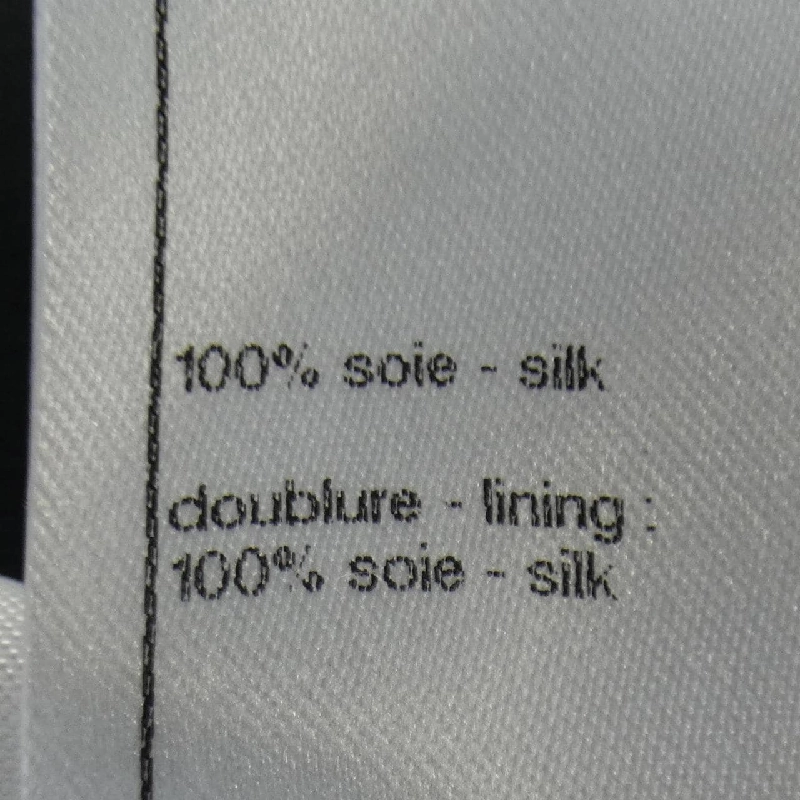 100% soie - silk
doublure - lining :
100% soie - silk